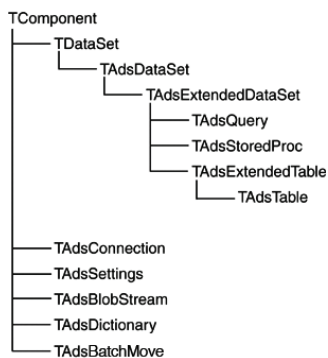 TComponent
TDataSet
TAdsDataSet
TAdsExtendedDataSet
TAdsQuery
TAdsStoredProc
TAdsExtendedTable
TAdsTable
TAdsConnection
TAdsSettings
TAdsBlobStream
TAdsDictionary
TAdsBatchMove